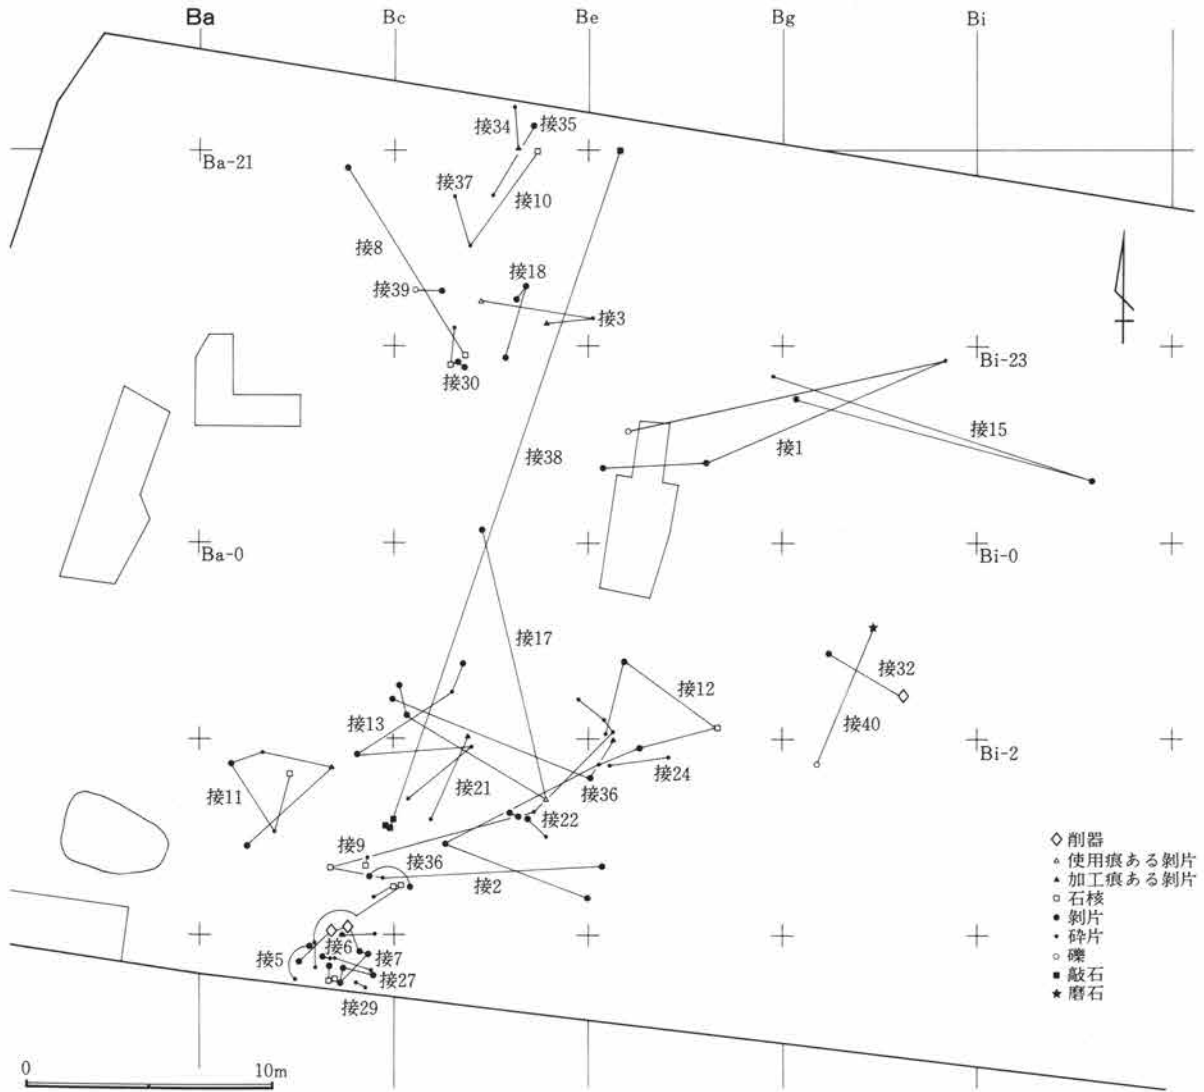 Ba Bc Be Bg Bi
接34 接35
Ba-21
接37 接10
接8
接18
接39
接3
Bi-23
接30
接15
接1
接38
Ba-0
Bi-0
接17
接32
接12
接13
接40
Bi-2
接24
接21
接36
接11
接22
接9
接36
接2
接6
接5
接7
接27
接29
削器
使用痕ある剝片
加工痕ある剝片
石核
剝片
砕片
礫
敲石
磨石
0 10m